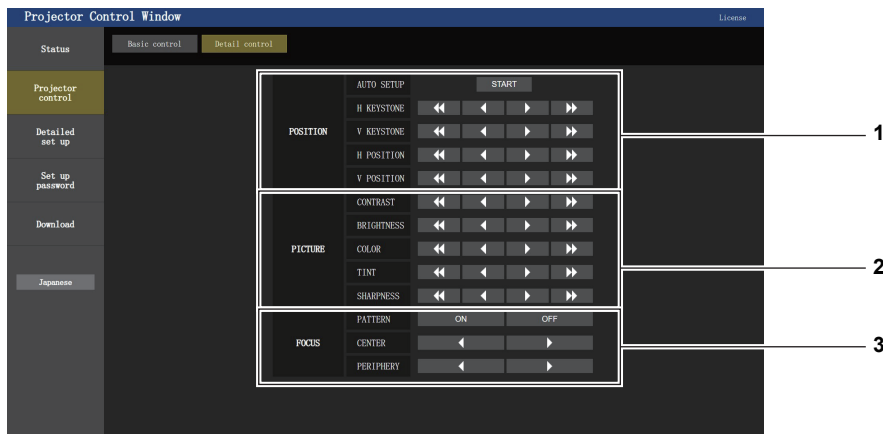 Projector Control Window
License
Status
Basic control
Detail control
Projector
control
Detailed
set up
Set up
password
Download
Japanese
POSITION
AUTO SETUP
START
H KEYSTONE
V KEYSTONE
H POSITION
V POSITION
1
PICTURE
CONTRAST
BRIGHTNESS
COLOR
TINT
SHARPNESS
2
FOCUS
PATTERN
ON
OFF
CENTER
PERIPHERY
3